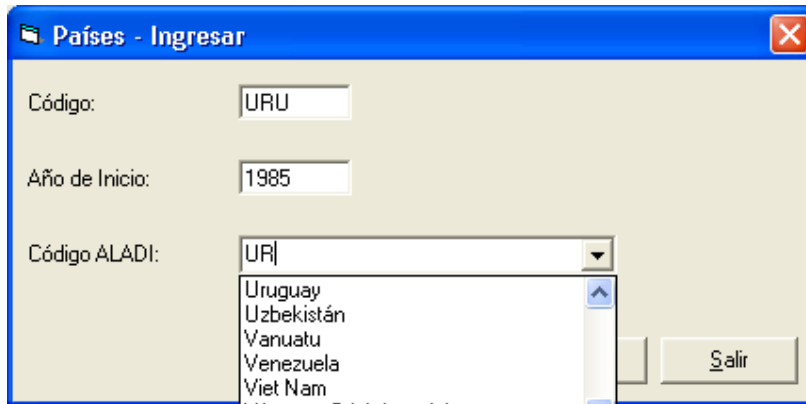 Países - Ingresar
Código: URU
Año de Inicio: 1985
Código ALADI: UR
Uruguay
Uzbekistán
Vanuatu
Venezuela
Viet Nam
Salir